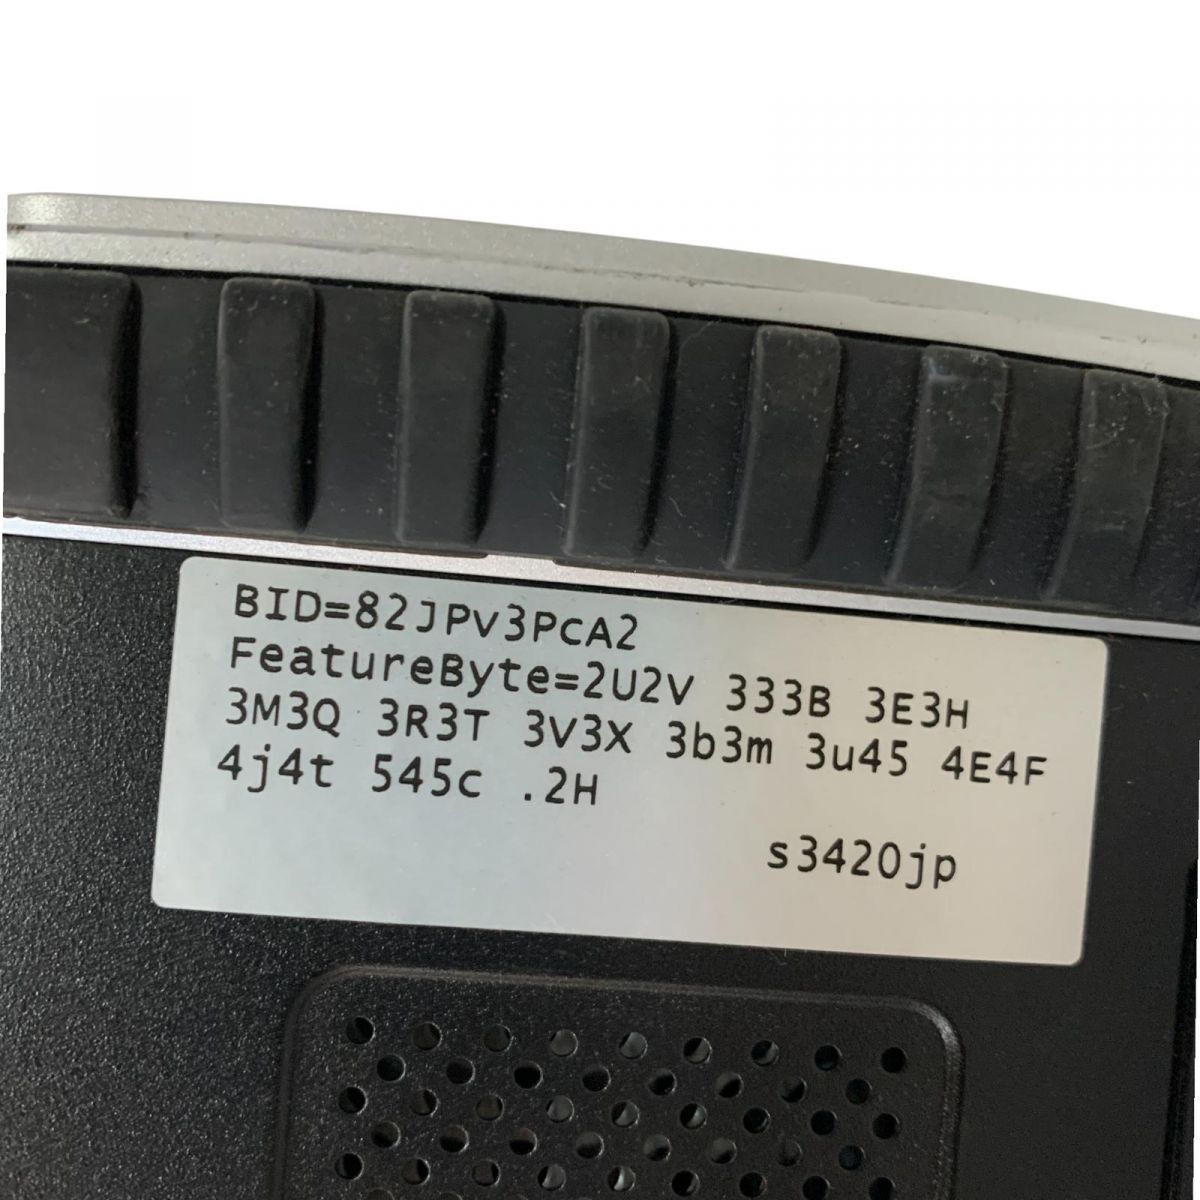 BID=82JPV3PCA2
FeatureByte=2U2V 333B 3E3H
3M3Q 3R3T 3V3X 3b3m 3u45 4E4F
4j4t 545c .2H
s3420jp